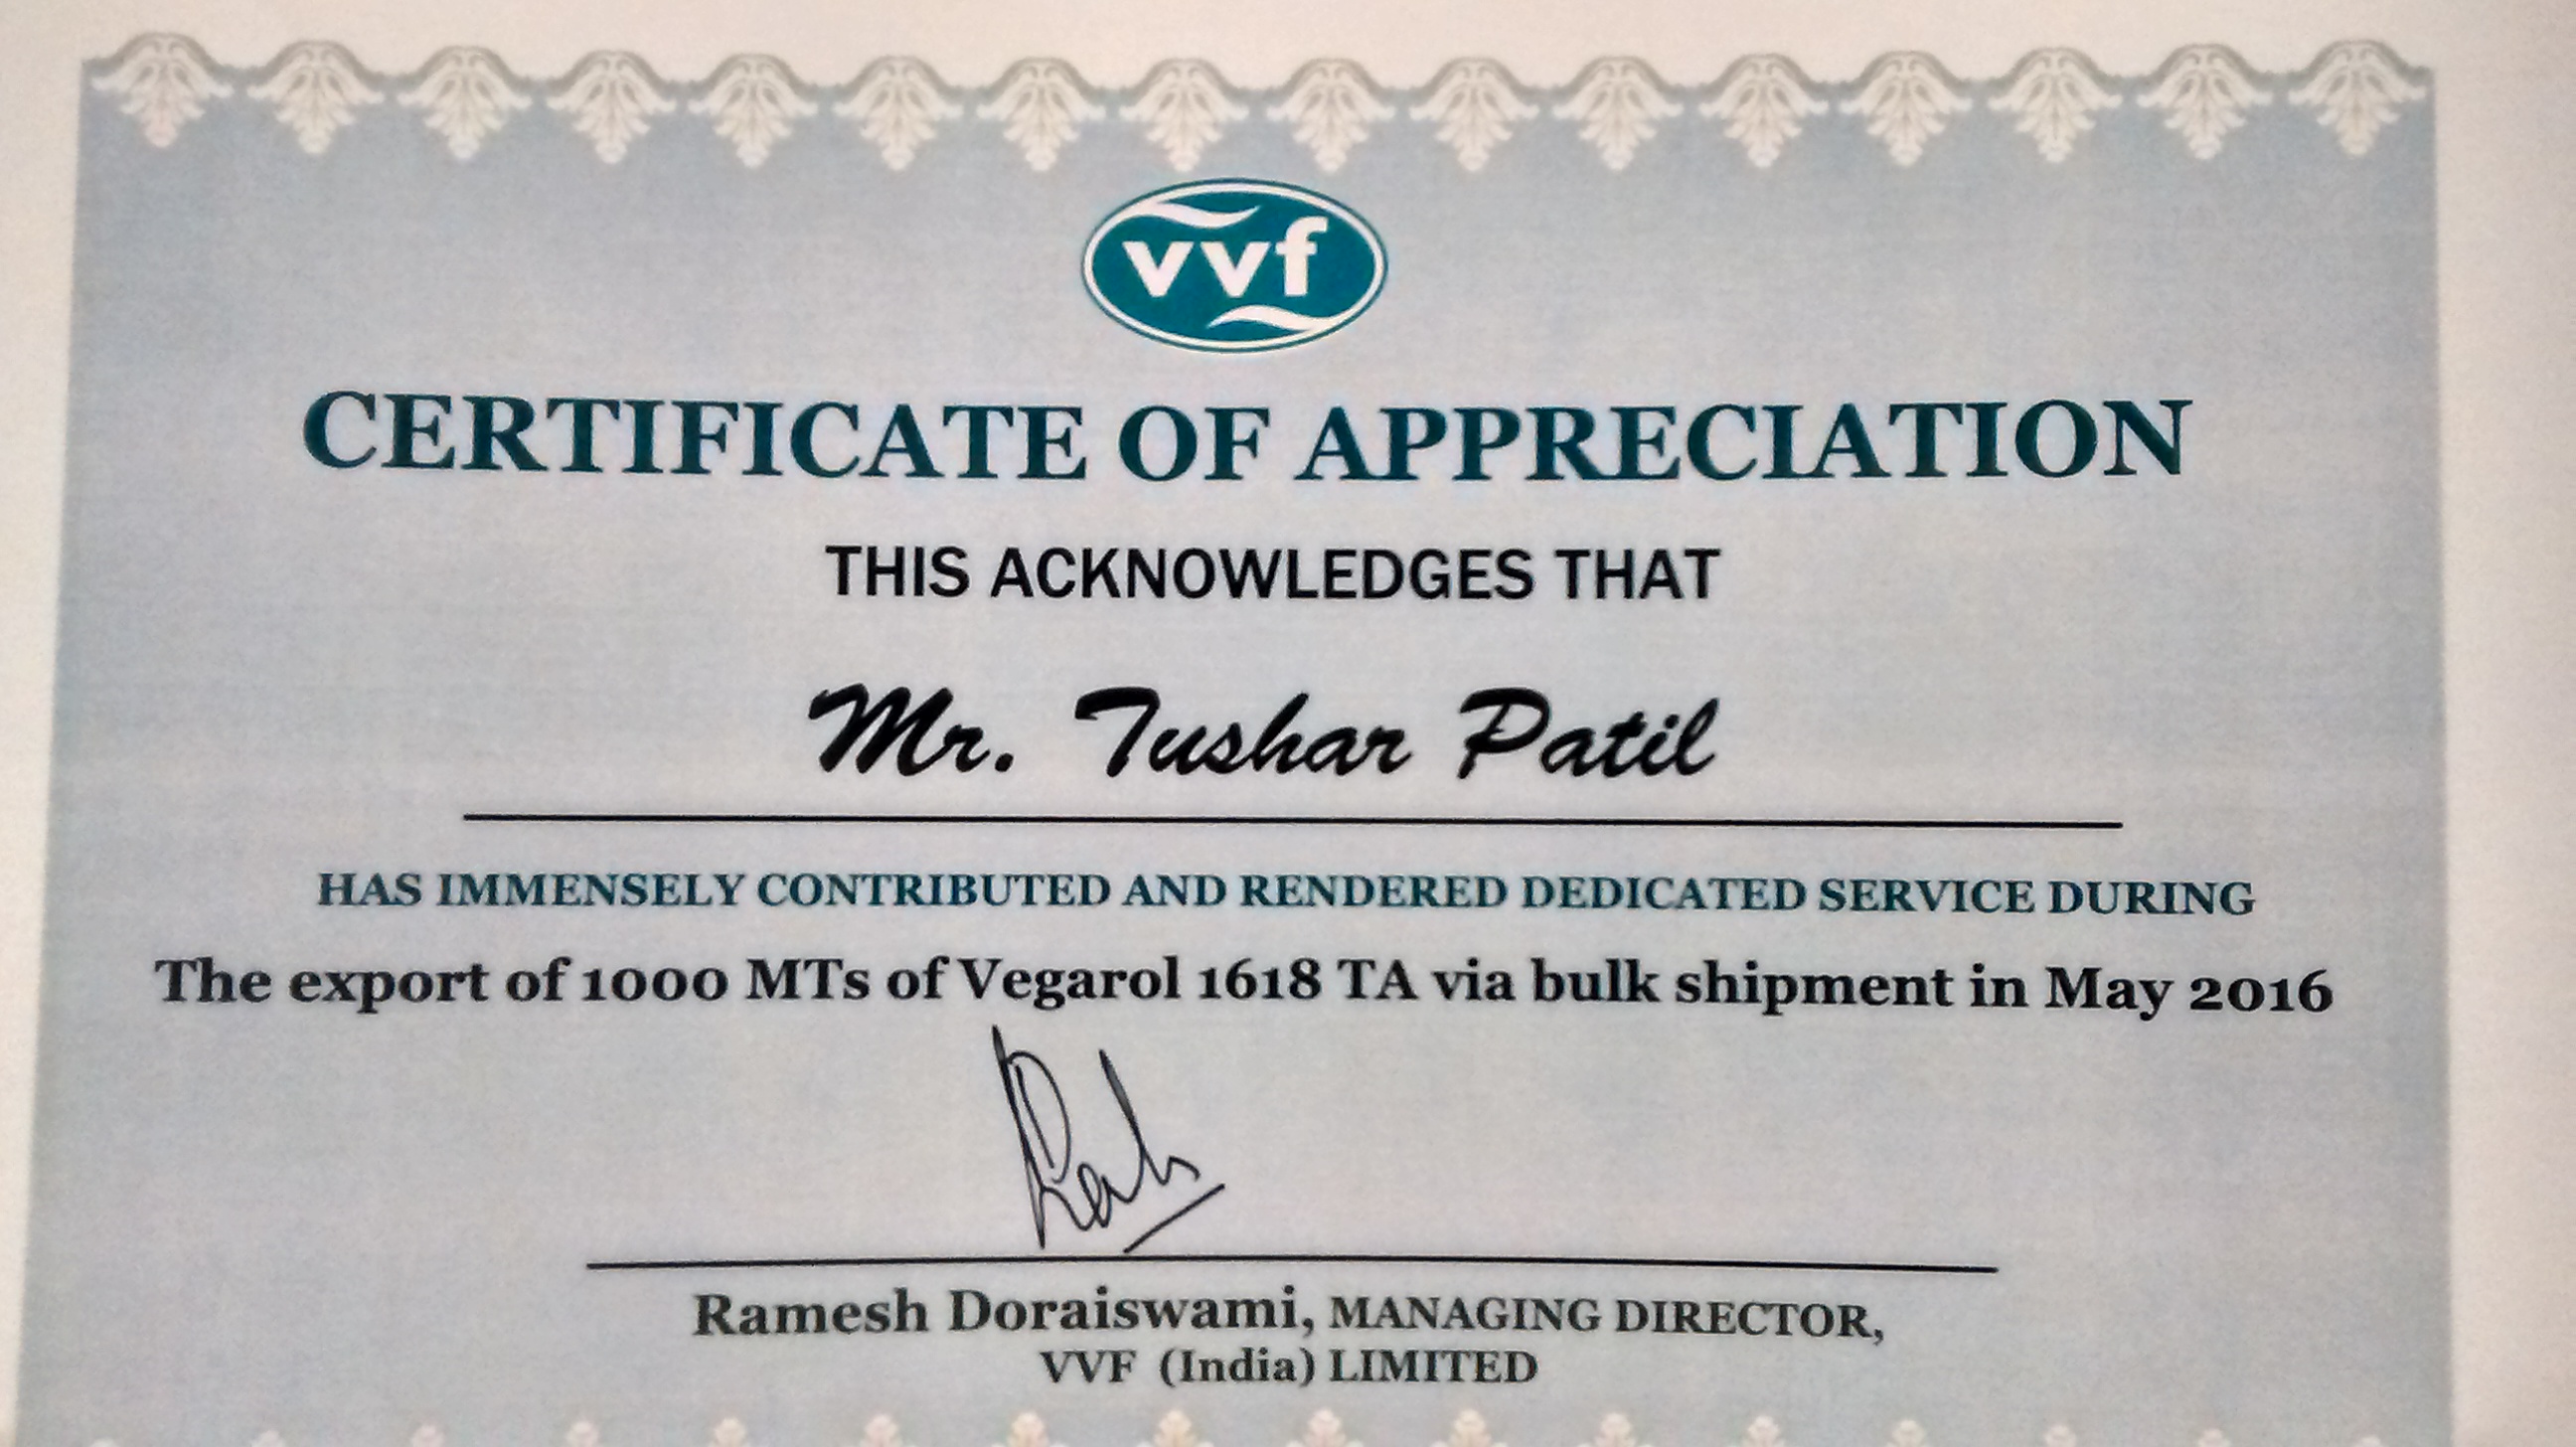 vvf
CERTIFICATE OF APPRECIATION
THIS ACKNOWLEDGES THAT
Mr. Tushar Patil
HAS IMMENSELY CONTRIBUTED AND RENDERED DEDICATED SERVICE DURING
The export of 1000 MTs of Vegarol 1618 TA via bulk shipment in May 2016
Ramesh Doraiswami, MANAGING DIRECTOR,
VVF (India) LIMITED